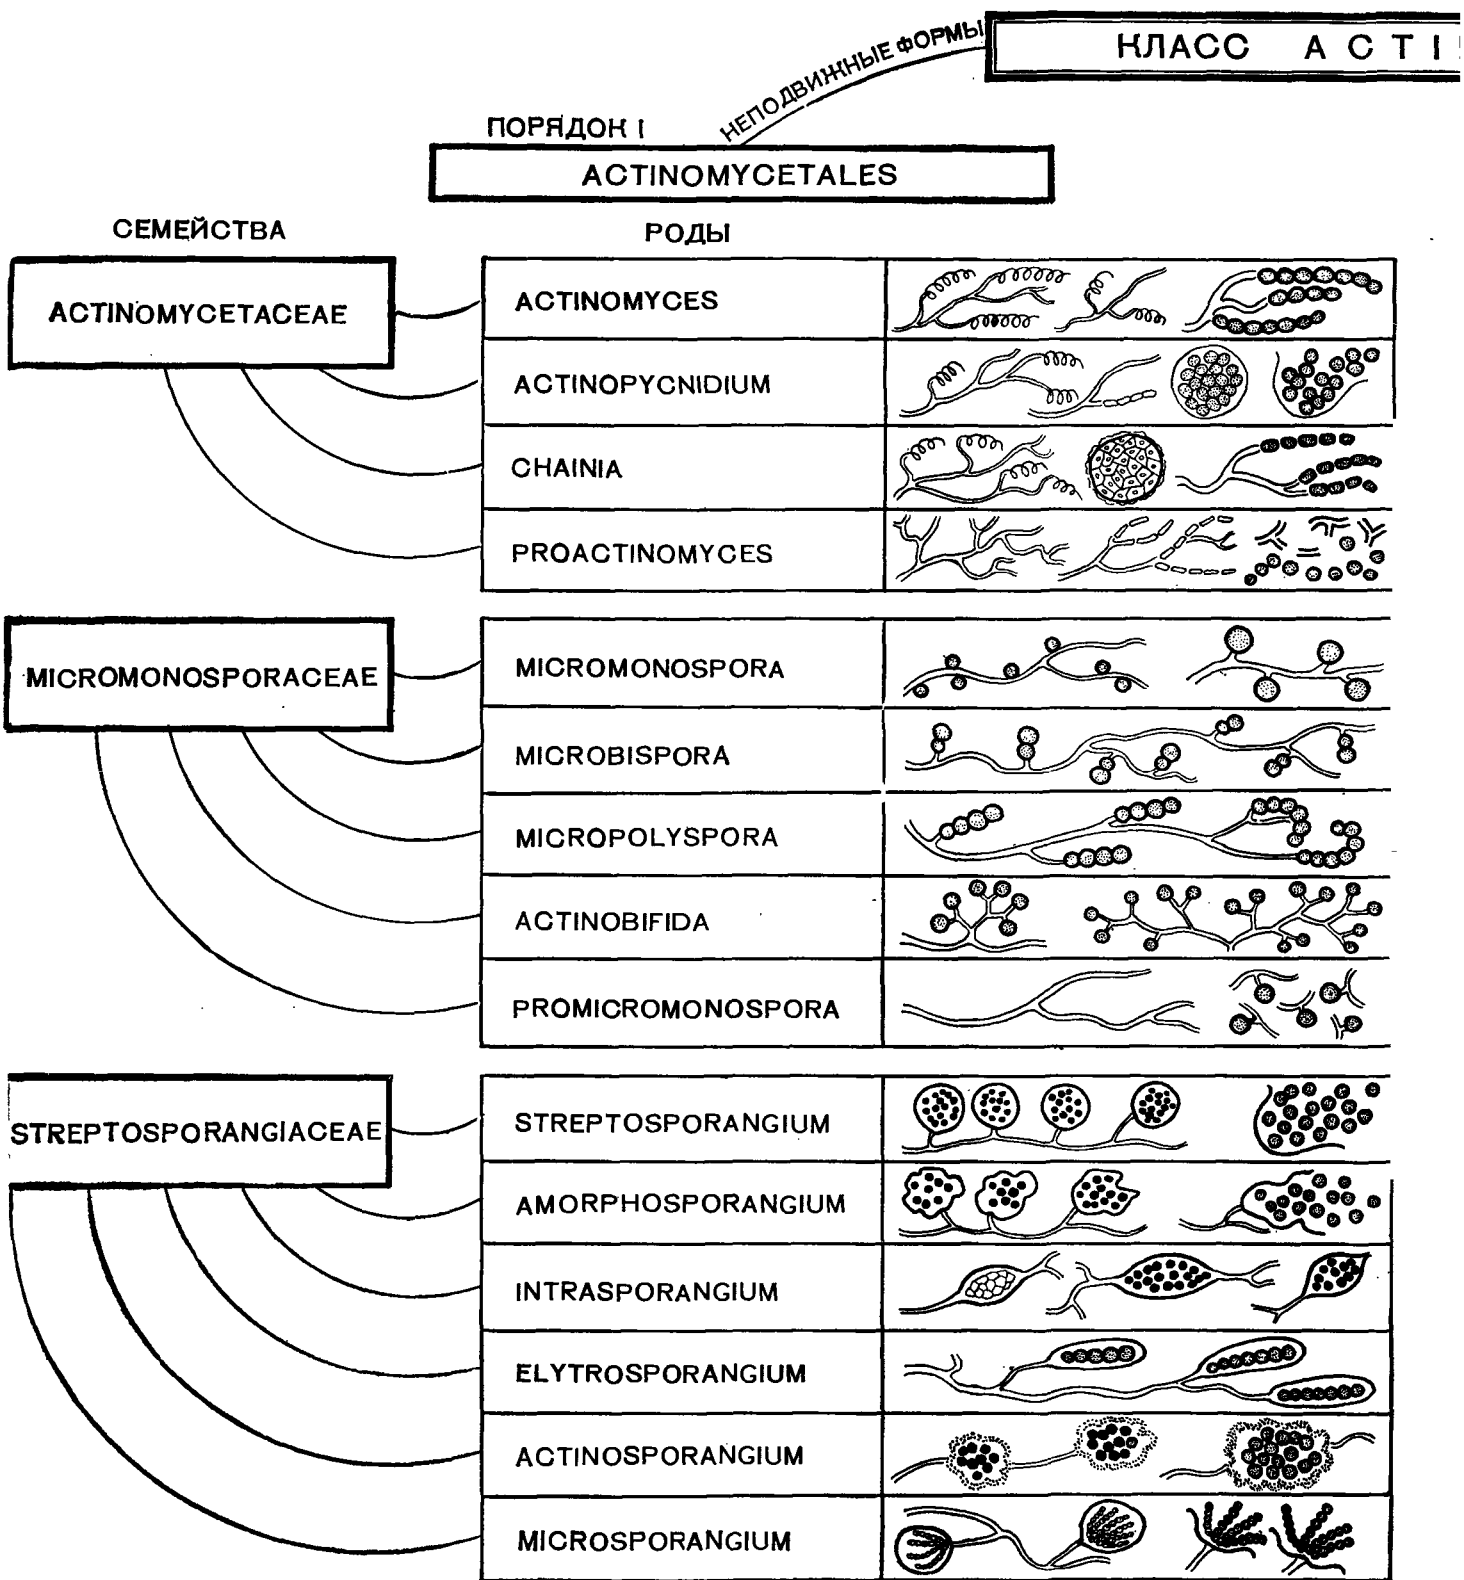 КЛАСС ACTI
НЕПОДВИЖНЫЕ ФОРМЫ
ПОРЯДОК I
ACTINOMYCETALES
СЕМЕЙСТВА
РОДЫ
ACTINOMYCETACEAE
ACTINOMYCES
ACTINOPYCNIDIUM
CHAINIA
PROACTINOMYCES
MICROMONOSPORACEAE
MICROMONOSPORA
MICROBISPORA
MICROPOLYSPORA
ACTINOBIFIDA
PROMICROMONOSPORA
STREPTOSPORANGIACEAE
STREPTOSPORANGIUM
AMORPHOSPORANGIUM
INTRASPORANGIUM
ELYTROSPORANGIUM
ACTINOSPORANGIUM
MICROSPORANGIUM